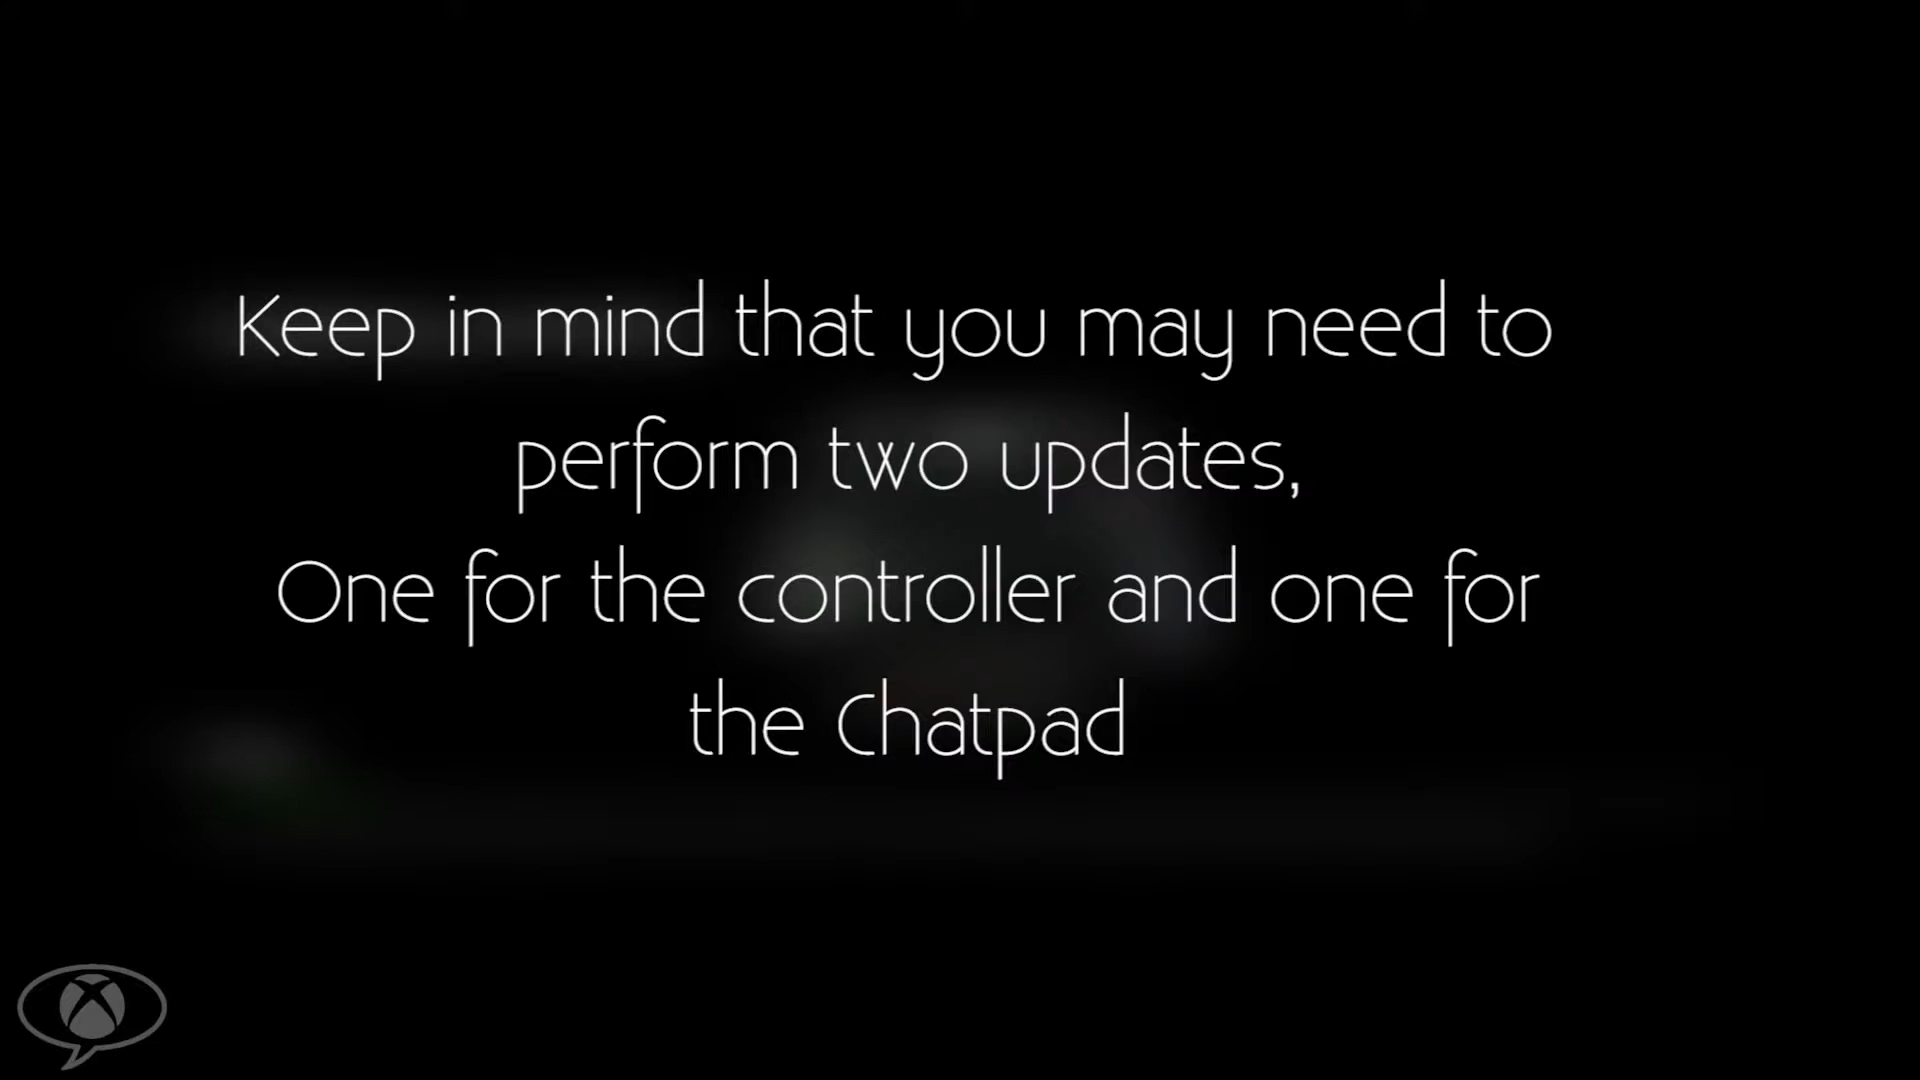 Keep in mind that you may need to
perform two updates,
One for the controller and one for
the Chatpad